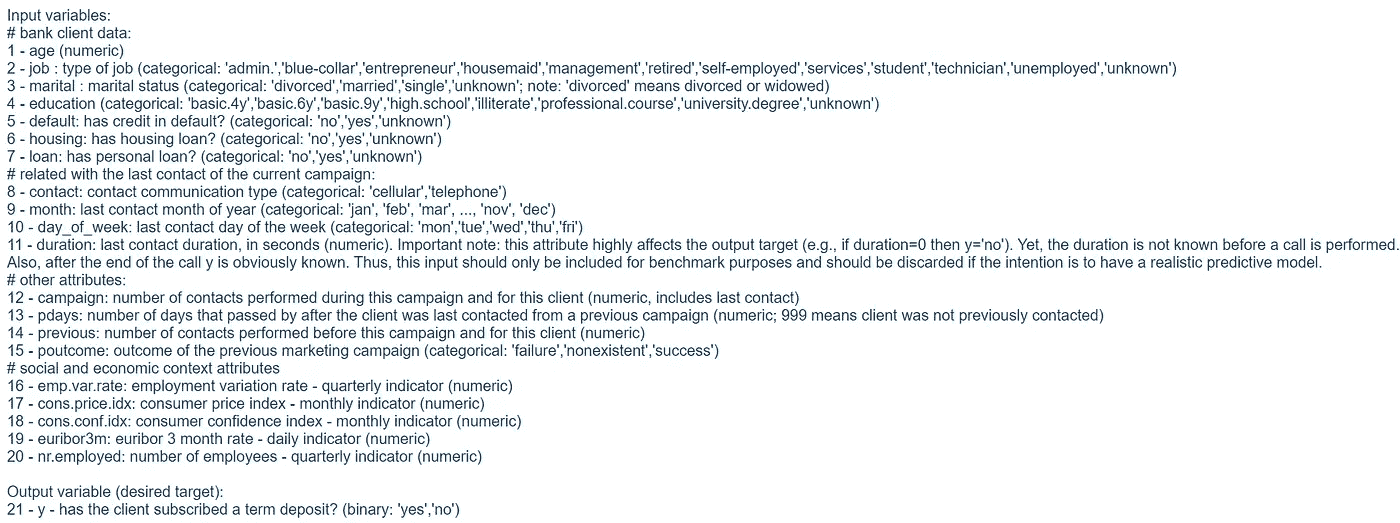 Input variables:
# bank client data:
1 - age (numeric)
2 - job : type of job (categorical: 'admin.','blue-collar','entrepreneur','housemaid','management','retired','self-employed','services','student','technician','unemployed','unknown')
3 - marital : marital status (categorical: 'divorced','married','single','unknown'; note: 'divorced' means divorced or widowed)
4 - education (categorical: 'basic.4y','basic.6y','basic.9y','high.school','illiterate','professional.course','university.degree','unknown')
5 - default: has credit in default? (categorical: 'no','yes','unknown')
6 - housing: has housing loan? (categorical: 'no','yes','unknown')
7 - loan: has personal loan? (categorical: 'no','yes','unknown')
# related with the last contact of the current campaign:
8 - contact: contact communication type (categorical: 'cellular','telephone')
9 - month: last contact month of year (categorical: 'jan', 'feb', 'mar', ..., 'nov', 'dec')
10 - day_of_week: last contact day of the week (categorical: 'mon','tue','wed','thu','fri')
11 - duration: last contact duration, in seconds (numeric). Important note: this attribute highly affects the output target (e.g., if duration=0 then y='no'). Yet, the duration is not known before a call is performed.
Also, after the end of the call y is obviously known. Thus, this input should only be included for benchmark purposes and should be discarded if the intention is to have a realistic predictive model.
# other attributes:
12 - campaign: number of contacts performed during this campaign and for this client (numeric, includes last contact)
13 - pdays: number of days that passed by after the client was last contacted from a previous campaign (numeric; 999 means client was not previously contacted)
14 - previous: number of contacts performed before this campaign and for this client (numeric)
15 - poutcome: outcome of the previous marketing campaign (categorical: 'failure','nonexistent','success')
# social and economic context attributes
16 - emp.var.rate: employment variation rate - quarterly indicator (numeric)
17 - cons.price.idx: consumer price index - monthly indicator (numeric)
18 - cons.conf.idx: consumer confidence index - monthly indicator (numeric)
19 - euribor3m: euribor 3 month rate - daily indicator (numeric)
20 - nr.employed: number of employees - quarterly indicator (numeric)
Output variable (desired target):
21 - y - has the client subscribed a term deposit? (binary: 'yes','no')